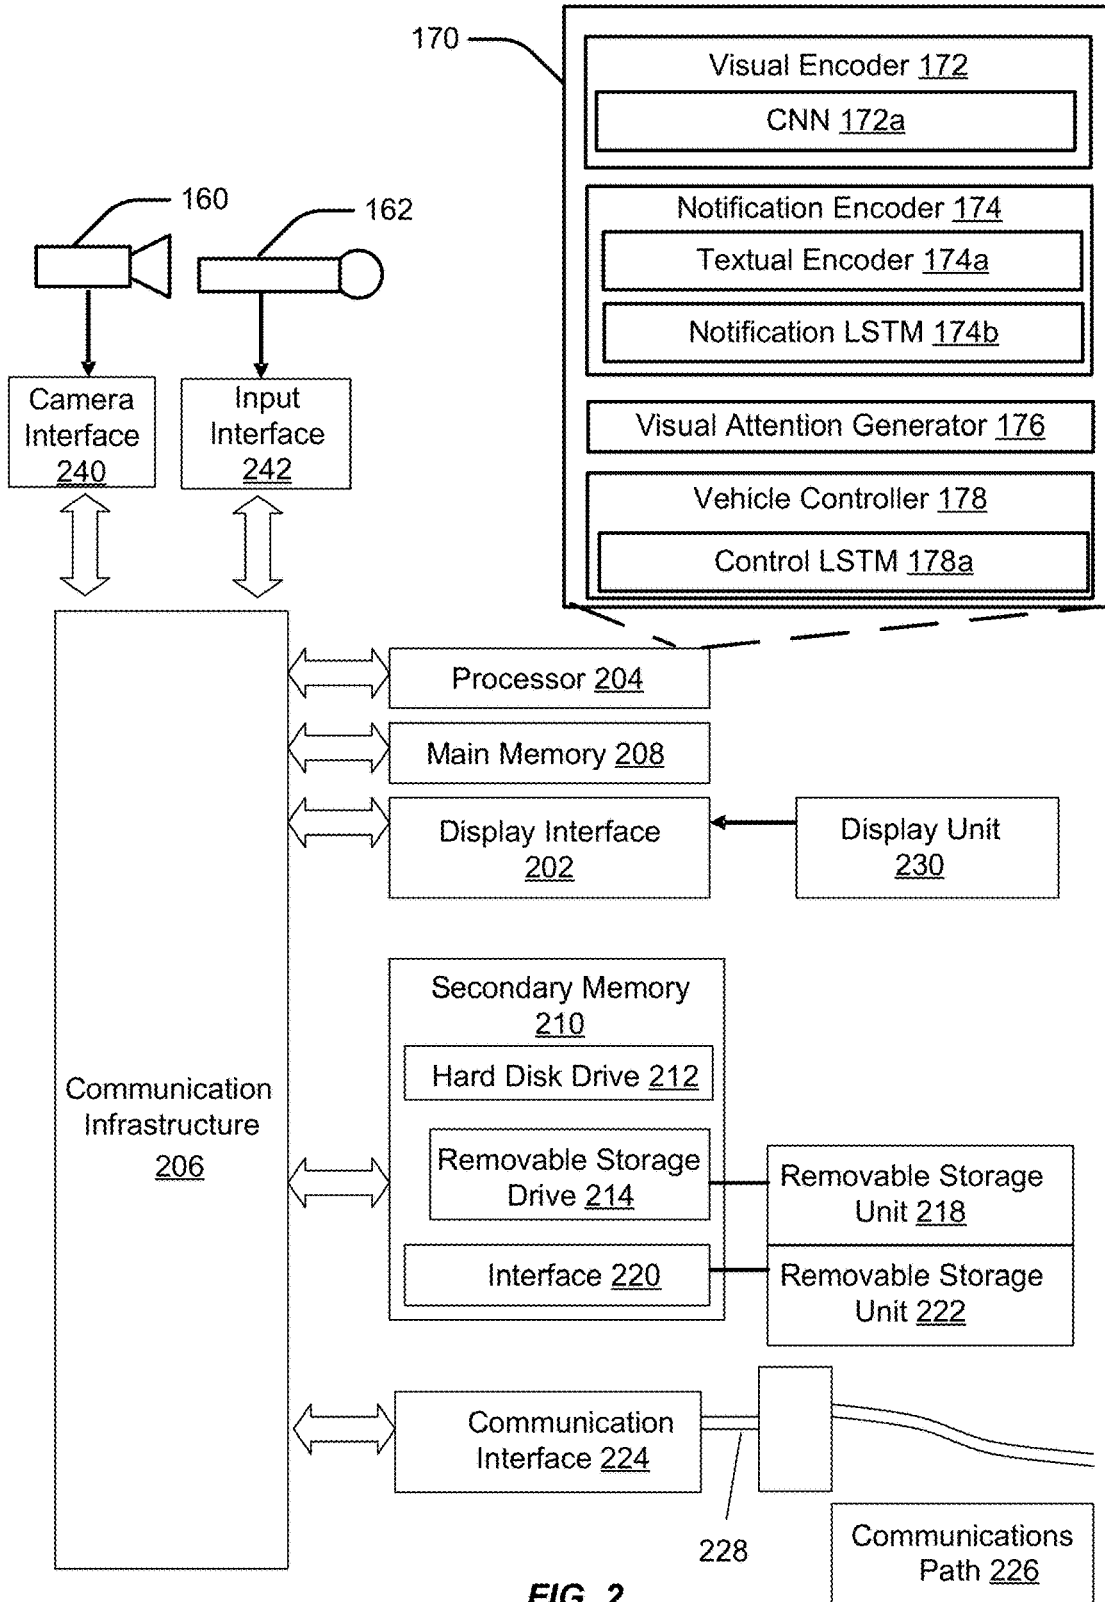 170
Visual Encoder 172
CNN 172a
160
162
Notification Encoder 174
Textual Encoder 174a
Notification LSTM 174b
Camera
Interface
240
Input
Interface
242
Visual Attention Generator 176
Vehicle Controller 178
Control LSTM 178a
Processor 204
Main Memory 208
Display Interface
202
Display Unit
230
Secondary Memory
210
Hard Disk Drive 212
Communication
Infrastructure
206
Removable Storage
Drive 214
Removable Storage
Unit 218
Interface 220
Removable Storage
Unit 222
Communication
Interface 224
228
Communications
Path 226
FIG. 2